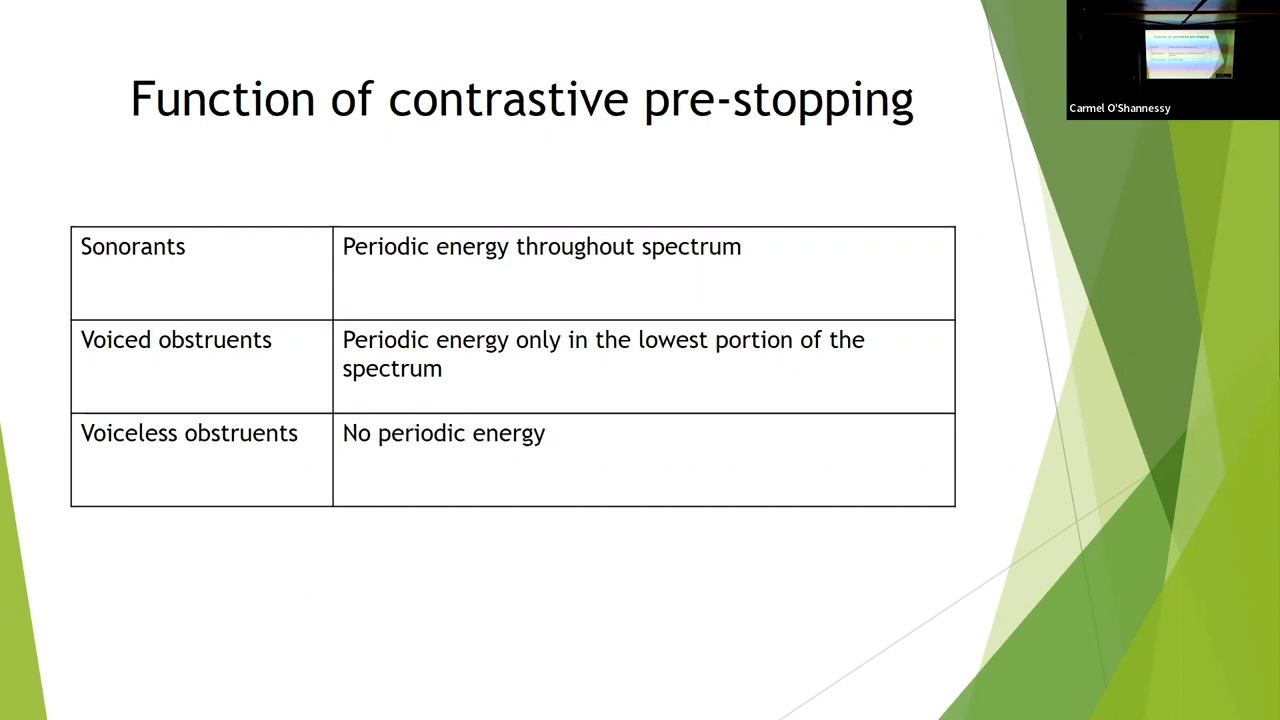 Function of contrastive pre-stopping
Carmel O'Shannessy
Sonorants
Periodic energy throughout spectrum
Voiced obstruents
Periodic energy only in the lowest portion of the
spectrum
Voiceless obstruents
No periodic energy